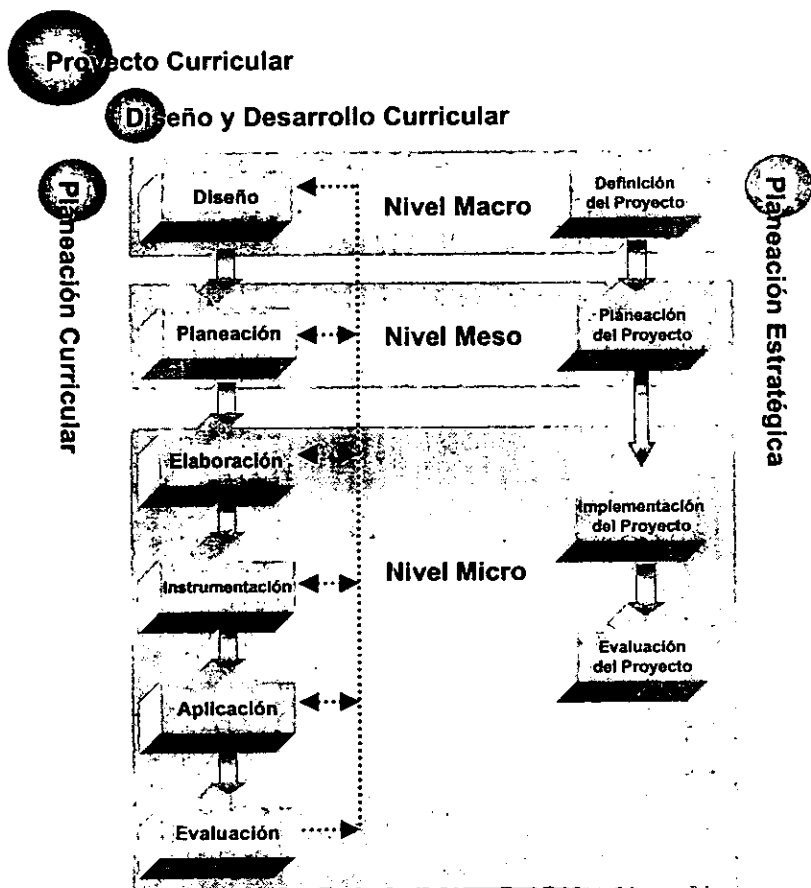 Proyecto Curricular
Diseño y Desarrollo Curricular
Planeación Curricular
Diseño
Nivel Macro
Definición
del Proyecto
Planeación Estratégica
Planeación
Nivel Meso
Planeación
del Proyecto
Elaboración
Implementación
del Proyecto
Instrumentación
Nivel Micro
Evaluación
del Proyecto
Aplicación
Evaluación